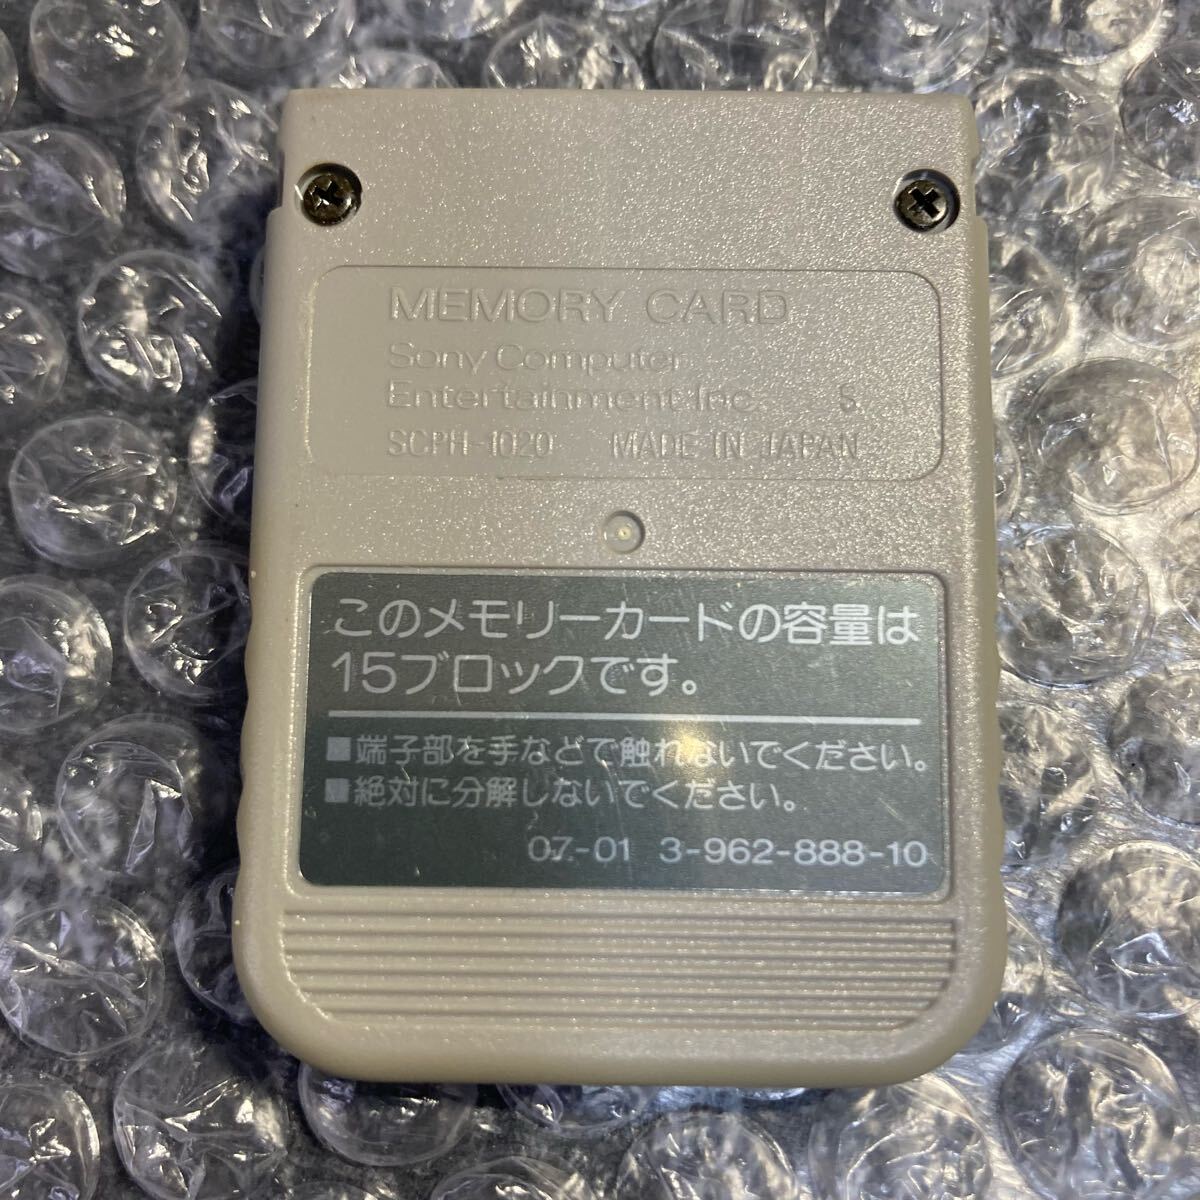 MEMORY CARD
Sony Computer
Entertainment Inc. S
SCPH-1020 MADE IN JAPAN
このメモリーカードの容量は
15ブロックです。
■端子部を手などで触れないでください。
■絶対に分解しないでください。
07-01 3-962-888-10